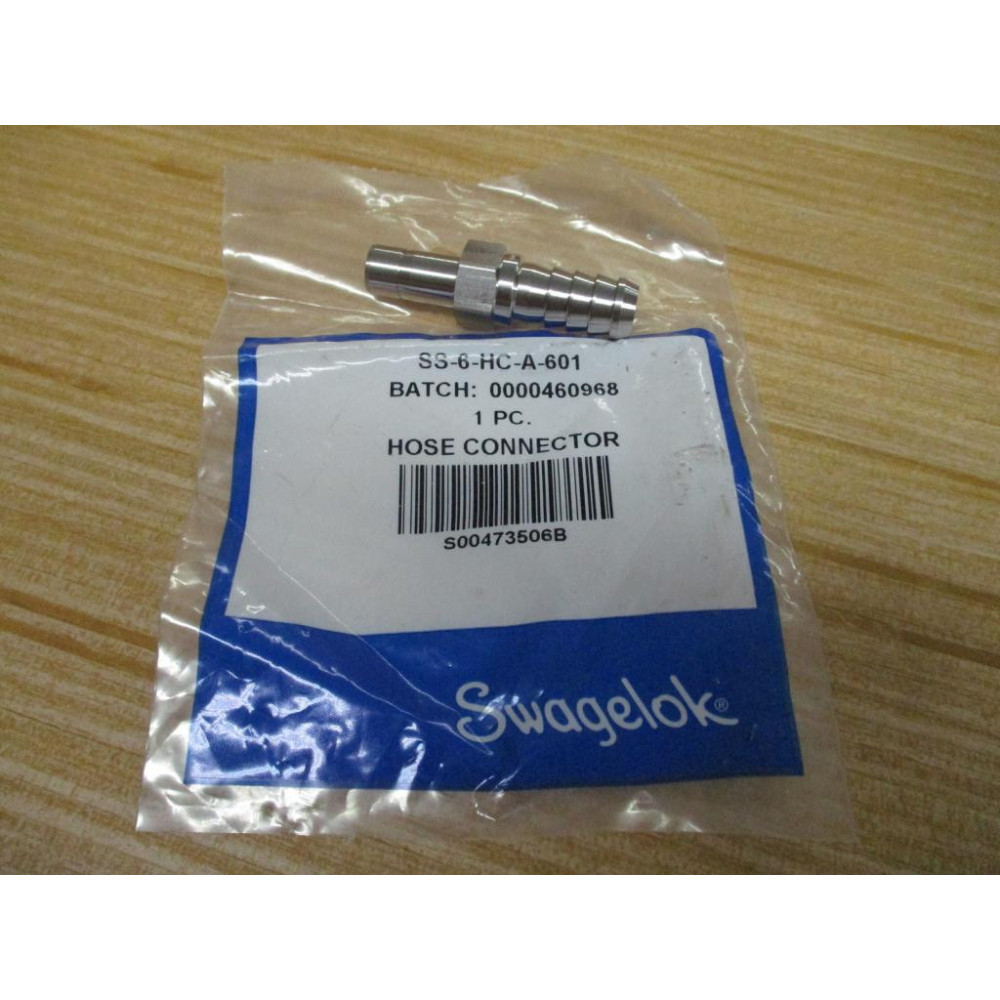 SS-6-HC-A-601
BATCH: 0000460968
1 PC.
HOSE CONNECTOR
S00473506B
Swagelok®